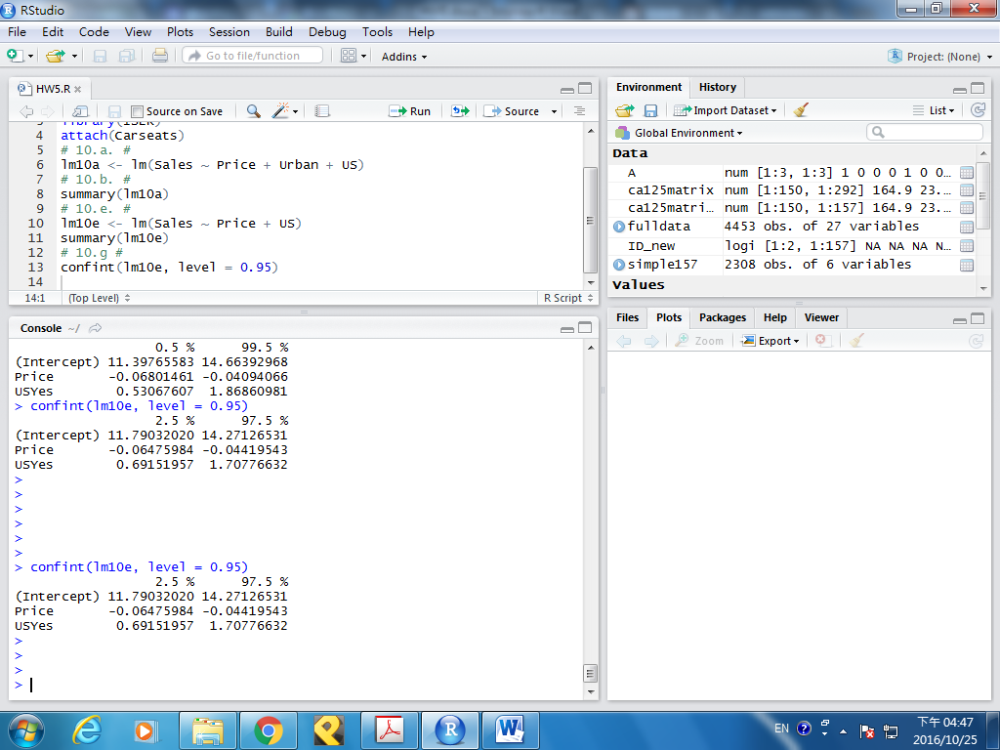 RStudio
File Edit Code View Plots Session Build Debug Tools Help
Go to file/function Addins Project: (None)
HW5.R
Source on Save Run Source
3 library(ISLR)
4 attach(Carseats)
5 # 10.a. #
6 lm10a <- lm(Sales ~ Price + Urban + US)
7 # 10.b. #
8 summary(lm10a)
9 # 10.e. #
10 lm10e <- lm(Sales ~ Price + US)
11 summary(lm10e)
12 # 10.g #
13 confint(lm10e, level = 0.95)
14
14:1 (Top Level) R Script
Console ~/
0.5 % 99.5 %
(Intercept) 11.39765583 14.66392968
Price -0.06801461 -0.04094066
USYes 0.53067607 1.86860981
> confint(lm10e, level = 0.95)
2.5 % 97.5 %
(Intercept) 11.79032020 14.27126531
Price -0.06475984 -0.04419543
USYes 0.69151957 1.70776632
>
>
>
>
>
>
> confint(lm10e, level = 0.95)
2.5 % 97.5 %
(Intercept) 11.79032020 14.27126531
Price -0.06475984 -0.04419543
USYes 0.69151957 1.70776632
>
>
>
>
Environment History
Import Dataset List
Global Environment
Data
A num [1:3, 1:3] 1 0 0 0 1 0 0…
ca125matrix num [1:150, 1:292] 164.9 23.…
ca125matri… num [1:150, 1:157] 164.9 23.…
fulldata 4453 obs. of 27 variables
ID_new logi [1:2, 1:157] NA NA NA N…
simple157 2308 obs. of 6 variables
Values
Files Plots Packages Help Viewer
Zoom Export
EN 下午 04:47
2016/10/25